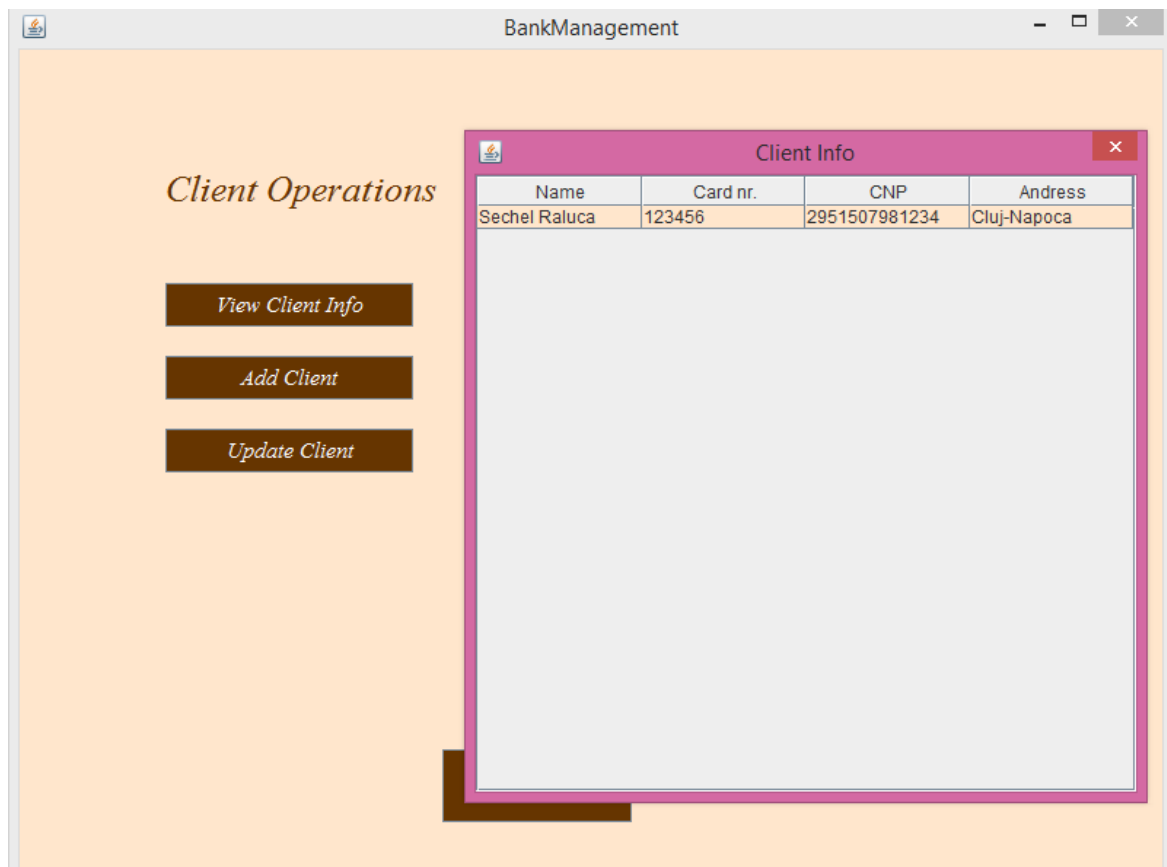 BankManagement
Client Operations
View Client Info
Add Client
Update Client
Client Info
Name Card nr. CNP Andress
Sechel Raluca 123456 2951507981234 Cluj-Napoca